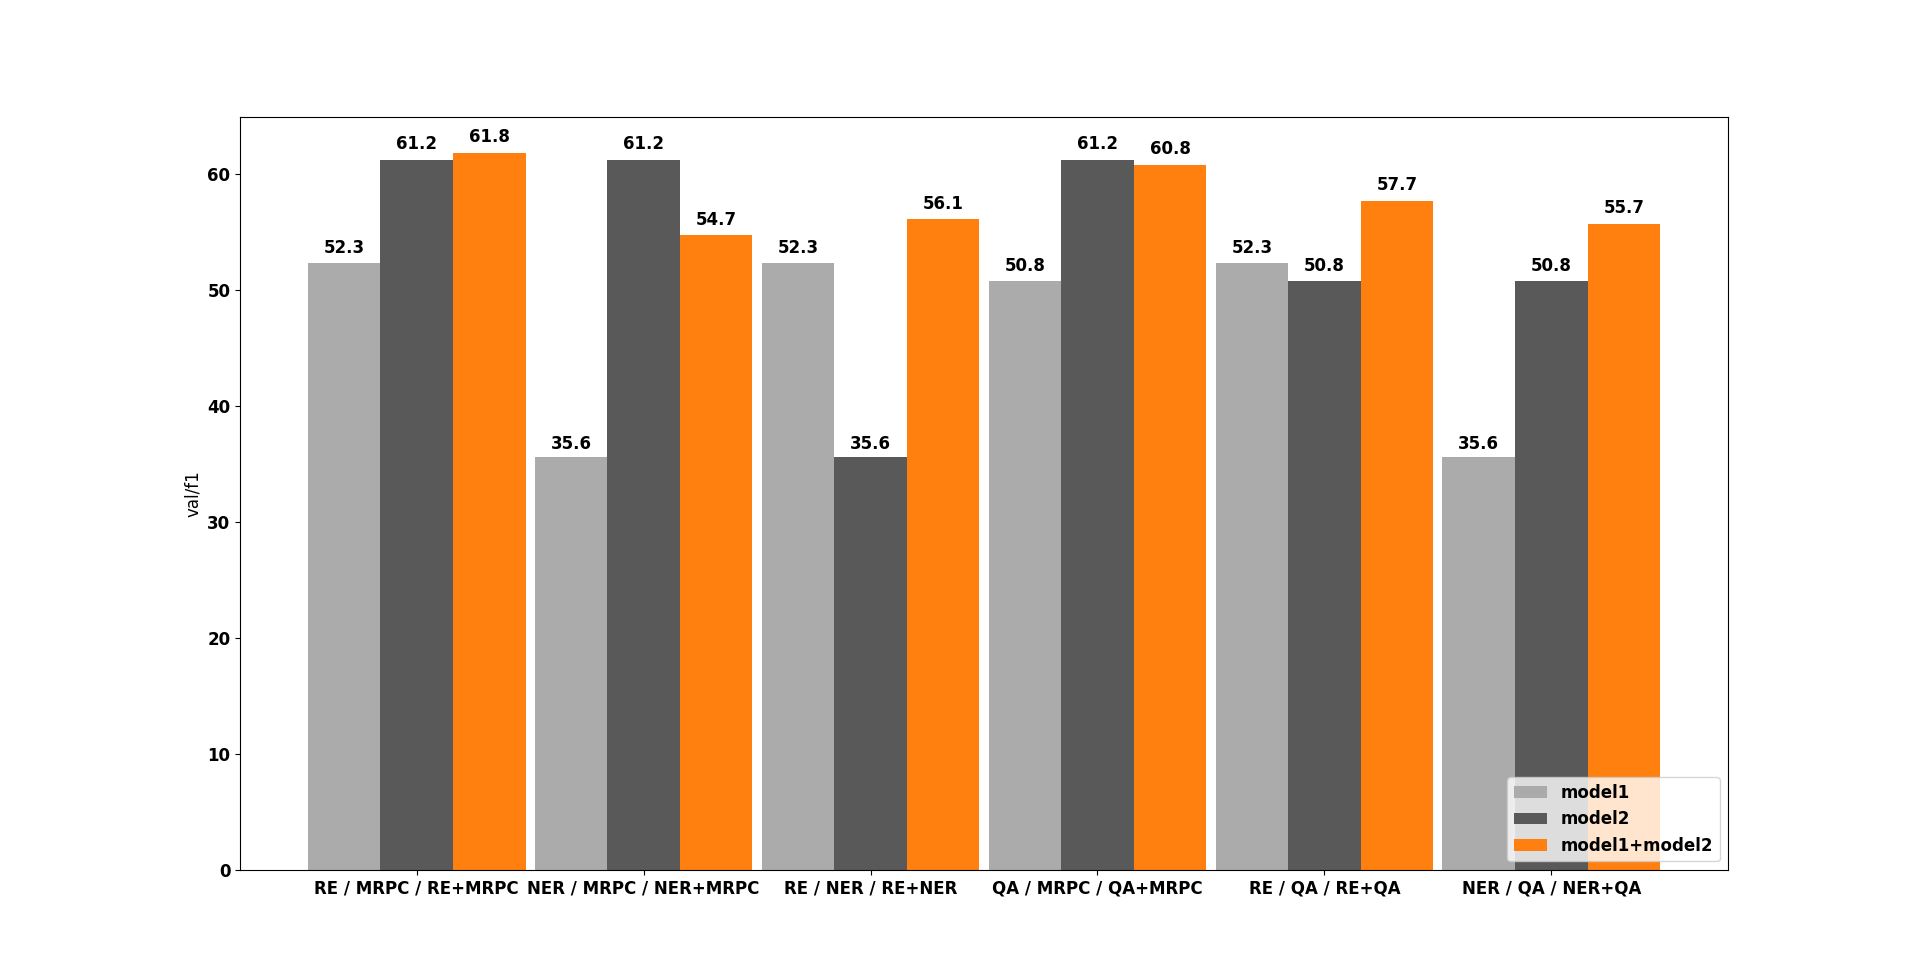 61.2 61.8 61.2 61.2 60.8
52.3 54.7 52.3 56.1 50.8 52.3 50.8 57.7 50.8 55.7
35.6 35.6 35.6
val/f1
60
50
40
30
20
10
0
model1
model2
model1+model2
RE / MRPC / RE+MRPC NER / MRPC / NER+MRPC RE / NER / RE+NER QA / MRPC / QA+MRPC RE / QA / RE+QA NER / QA / NER+QA